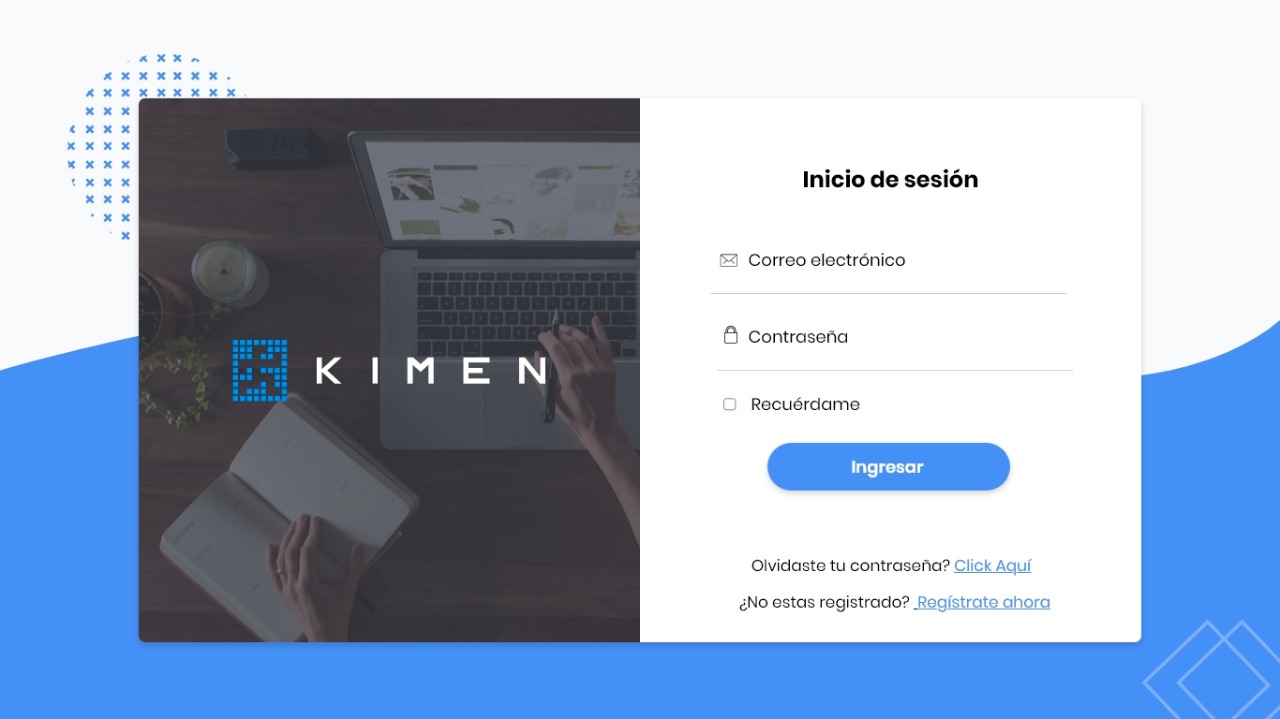 KIMEN
Inicio de sesión
Correo electrónico
Contraseña
Recuérdame
Ingresar
Olvidaste tu contraseña? Click Aquí
¿No estas registrado? Regístrate ahora